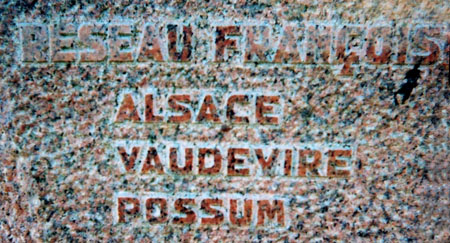 RESEAU FRANÇOIS
ALSACE
VAUDEVIRE
POSSUM